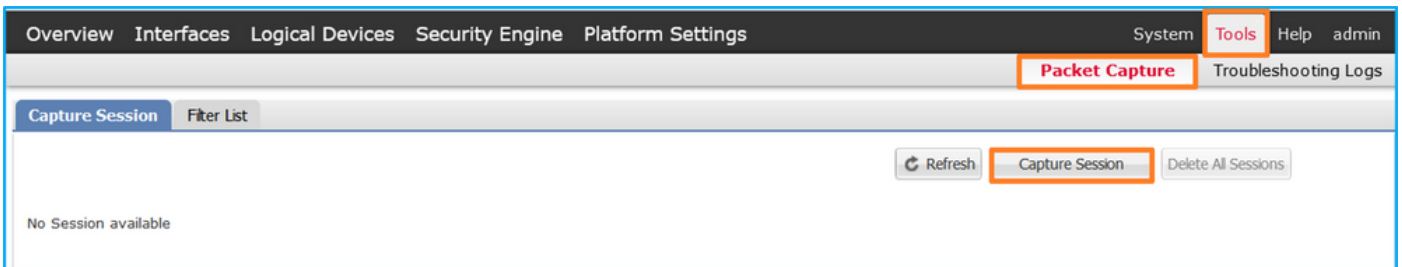 Overview Interfaces Logical Devices Security Engine Platform Settings System Tools Help admin
Packet Capture Troubleshooting Logs
Capture Session Filter List
Refresh Capture Session Delete All Sessions
No Session available